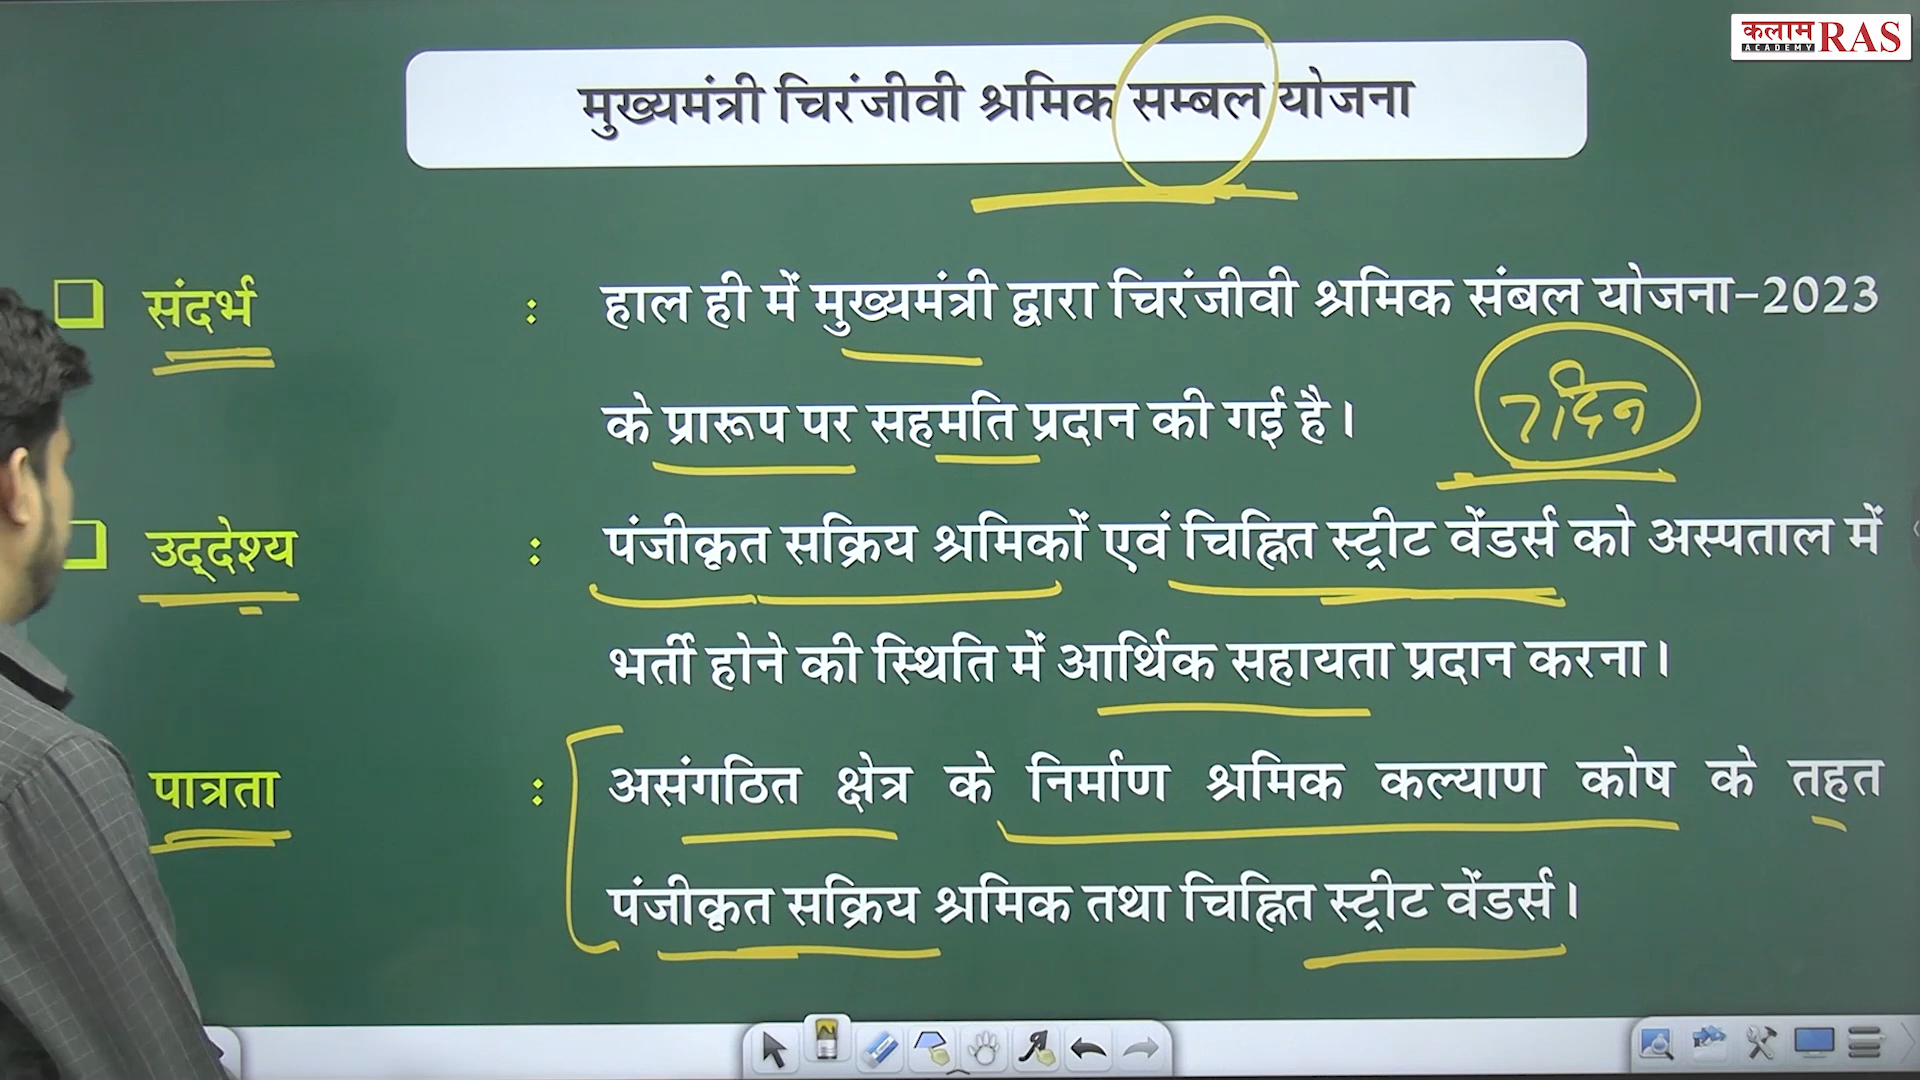 कलाम RAS
ACADEMY
मुख्यमंत्री चिरंजीवी श्रमिक सम्बल योजना
संदर्भ : हाल ही में मुख्यमंत्री द्वारा चिरंजीवी श्रमिक संबल योजना-2023
के प्रारूप पर सहमति प्रदान की गई है।
7 दिन
उद्देश्य : पंजीकृत सक्रिय श्रमिकों एवं चिह्नित स्ट्रीट वेंडर्स को अस्पताल में
भर्ती होने की स्थिति में आर्थिक सहायता प्रदान करना।
पात्रता : असंगठित क्षेत्र के निर्माण श्रमिक कल्याण कोष के तहत
पंजीकृत सक्रिय श्रमिक तथा चिह्नित स्ट्रीट वेंडर्स।